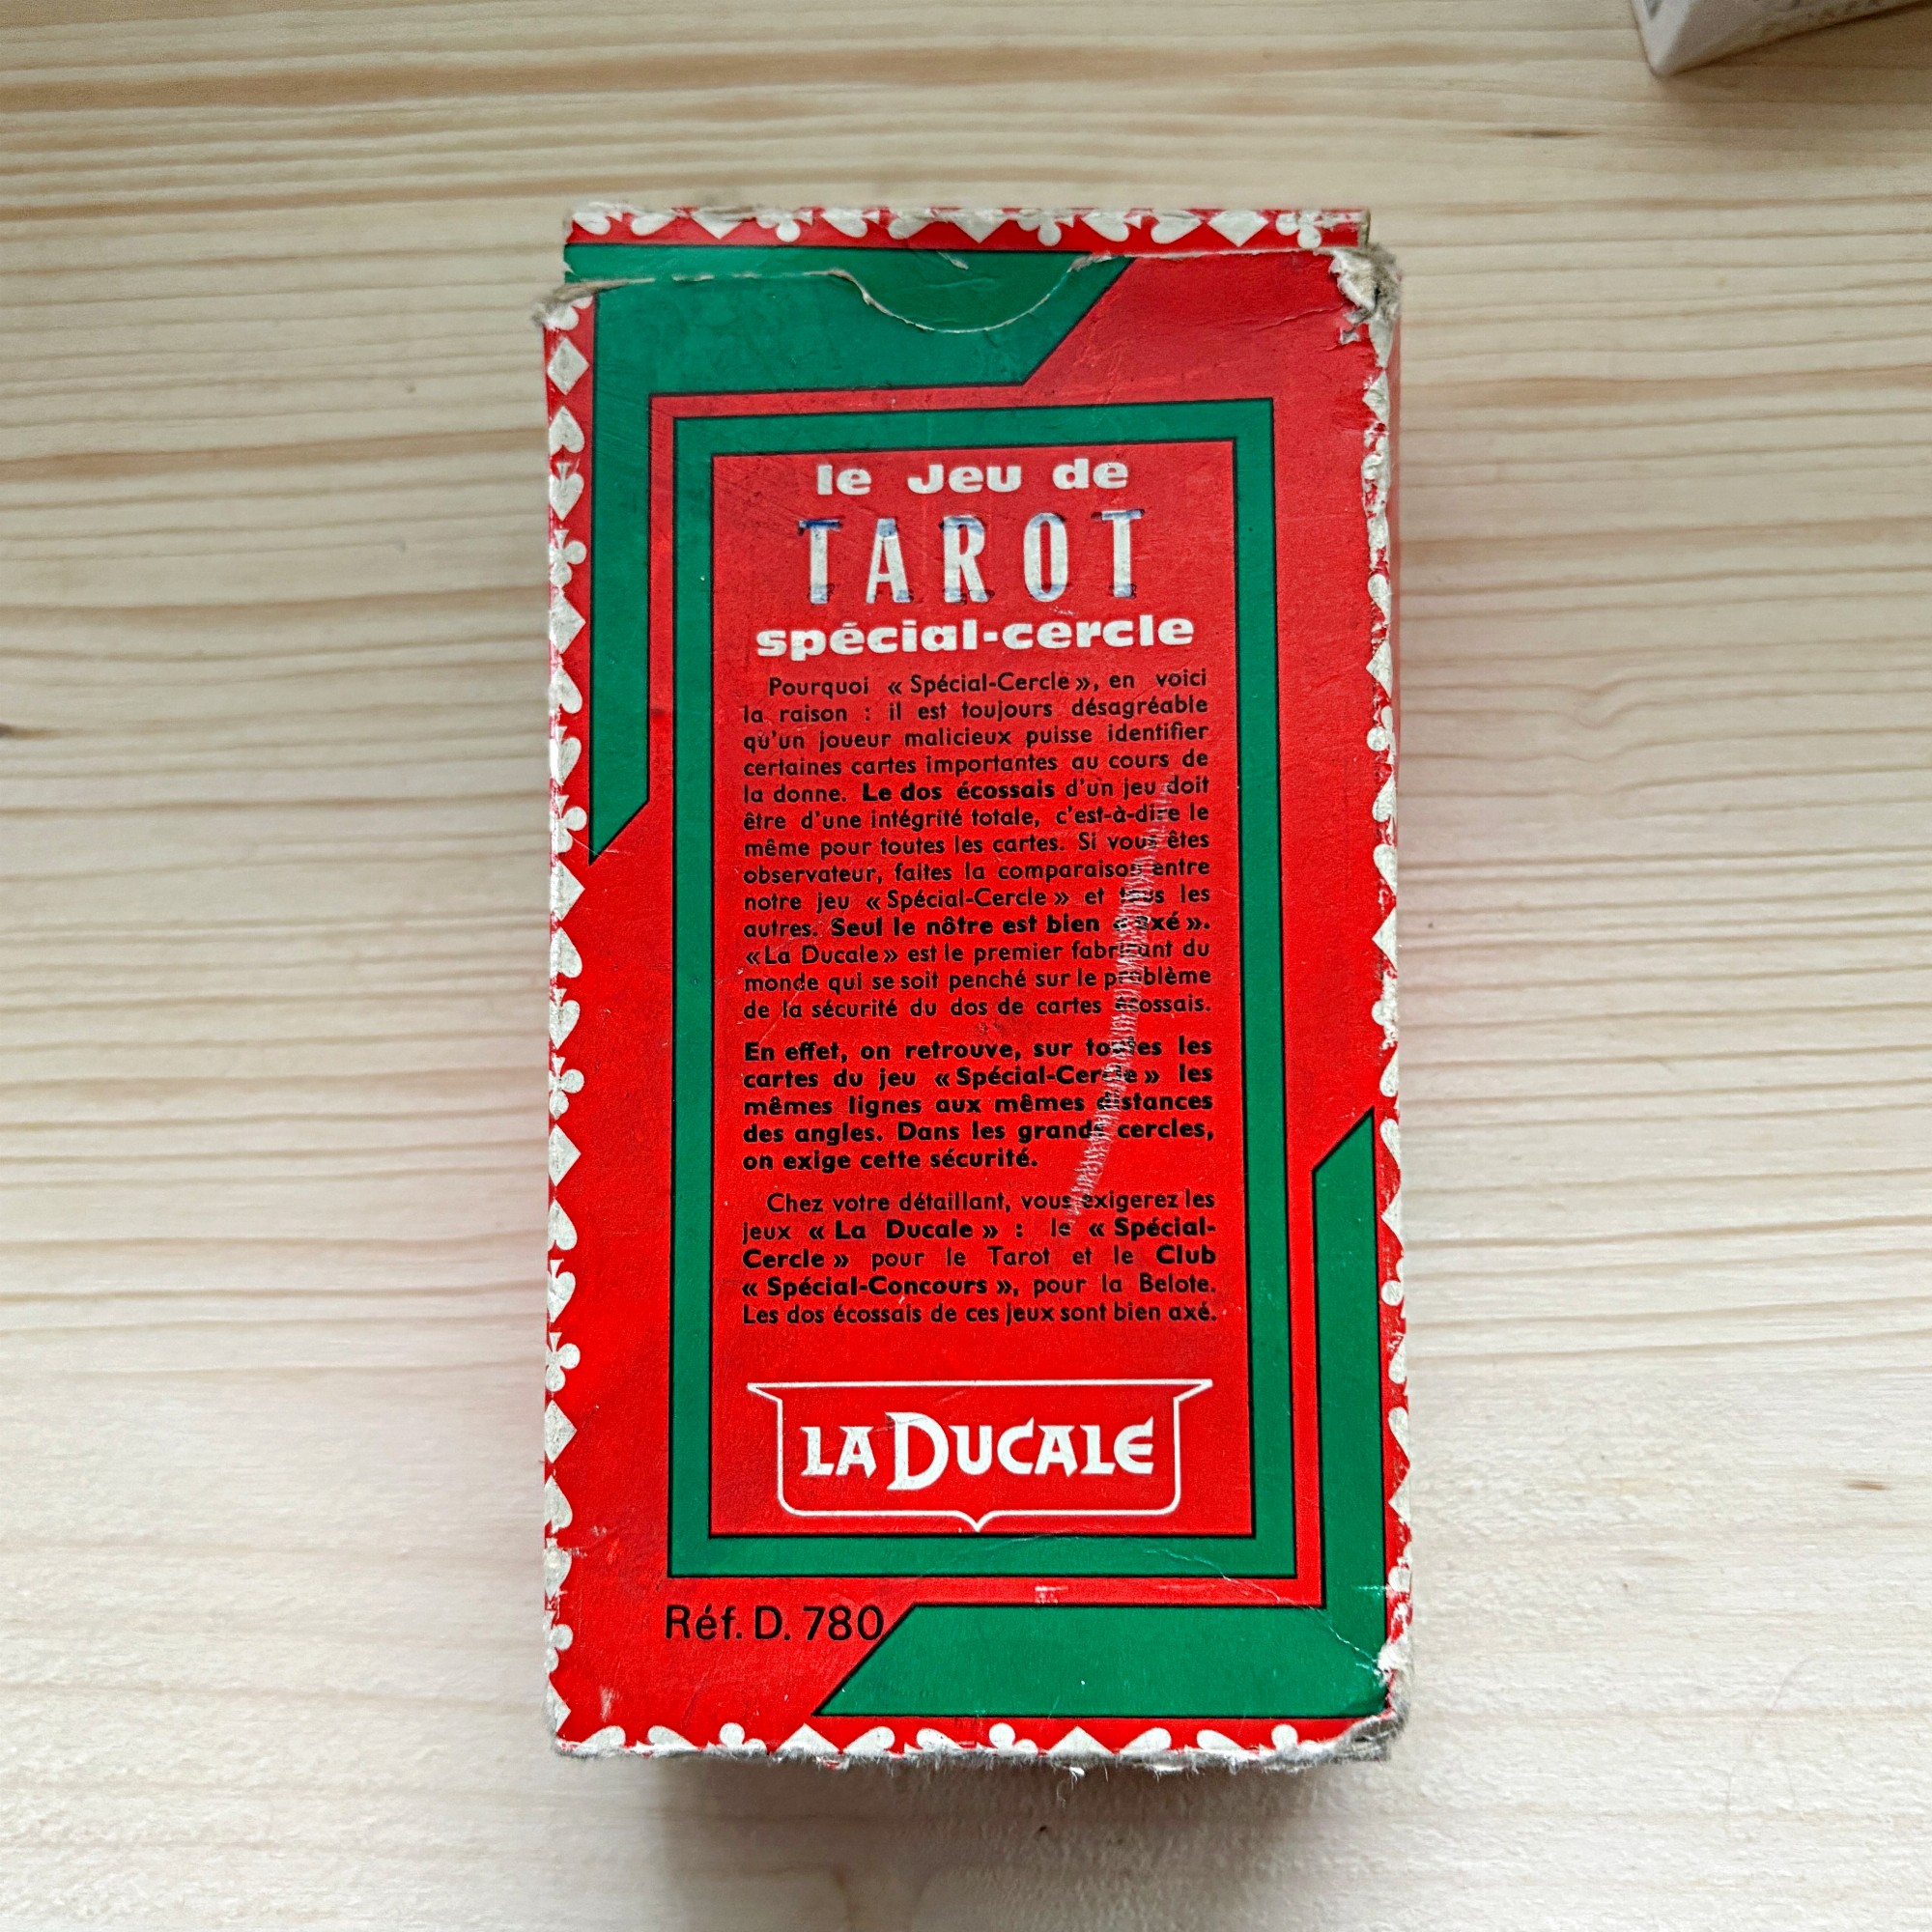 le Jeu de
TAROT
spécial-cercle
Pourquoi « Spécial-Cercle », en voici
la raison : il est toujours désagréable
qu'un joueur malicieux puisse identifier
certaines cartes importantes au cours de
la donne. Le dos écossais d'un jeu doit
être d'une intégrité totale, c'est-à-dire le
même pour toutes les cartes. Si vous êtes
observateur, faites la comparaison entre
notre jeu « Spécial-Cercle » et tous les
autres. Seul le nôtre est bien « axé ».
« La Ducale » est le premier fabricant du
monde qui se soit penché sur le problème
de la sécurité du dos de cartes écossais.
En effet, on retrouve, sur toutes les
cartes du jeu « Spécial-Cercle » les
mêmes lignes aux mêmes distances
des angles. Dans les grands cercles,
on exige cette sécurité.
Chez votre détaillant, vous exigerez les
jeux « La Ducale » : le « Spécial-
Cercle » pour le Tarot et le Club
« Spécial-Concours », pour la Belote.
Les dos écossais de ces jeux sont bien axé.
LA DUCALE
Réf. D. 780